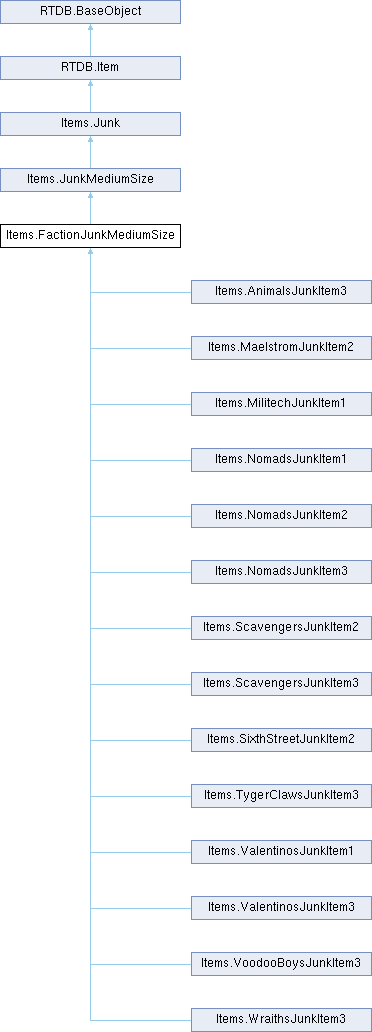 RTDB.BaseObject
RTDB.Item
Items.Junk
Items.JunkMediumSize
Items.FactionJunkMediumSize
Items.AnimalsJunkItem3
Items.MaelstromJunkItem2
Items.MilitechJunkItem1
Items.NomadsJunkItem1
Items.NomadsJunkItem2
Items.NomadsJunkItem3
Items.ScavengersJunkItem2
Items.ScavengersJunkItem3
Items.SixthStreetJunkItem2
Items.TygerClawsJunkItem3
Items.ValentinosJunkItem1
Items.ValentinosJunkItem3
Items.VoodooBoysJunkItem3
Items.WraithsJunkItem3